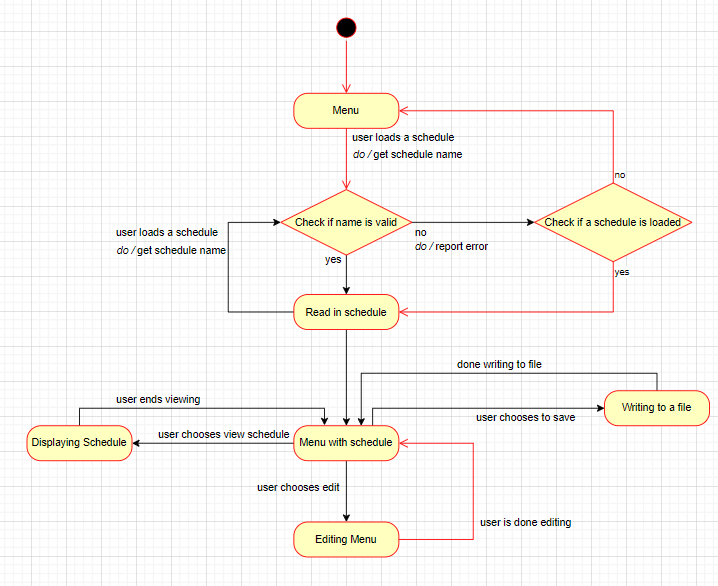 Menu
user loads a schedule
do / get schedule name
no
Check if name is valid
Check if a schedule is loaded
user loads a schedule
do / get schedule name
no
do / report error
yes
yes
Read in schedule
done writing to file
user ends viewing
Writing to a file
user chooses to save
user chooses view schedule
Displaying Schedule
Menu with schedule
user chooses edit
user is done editing
Editing Menu